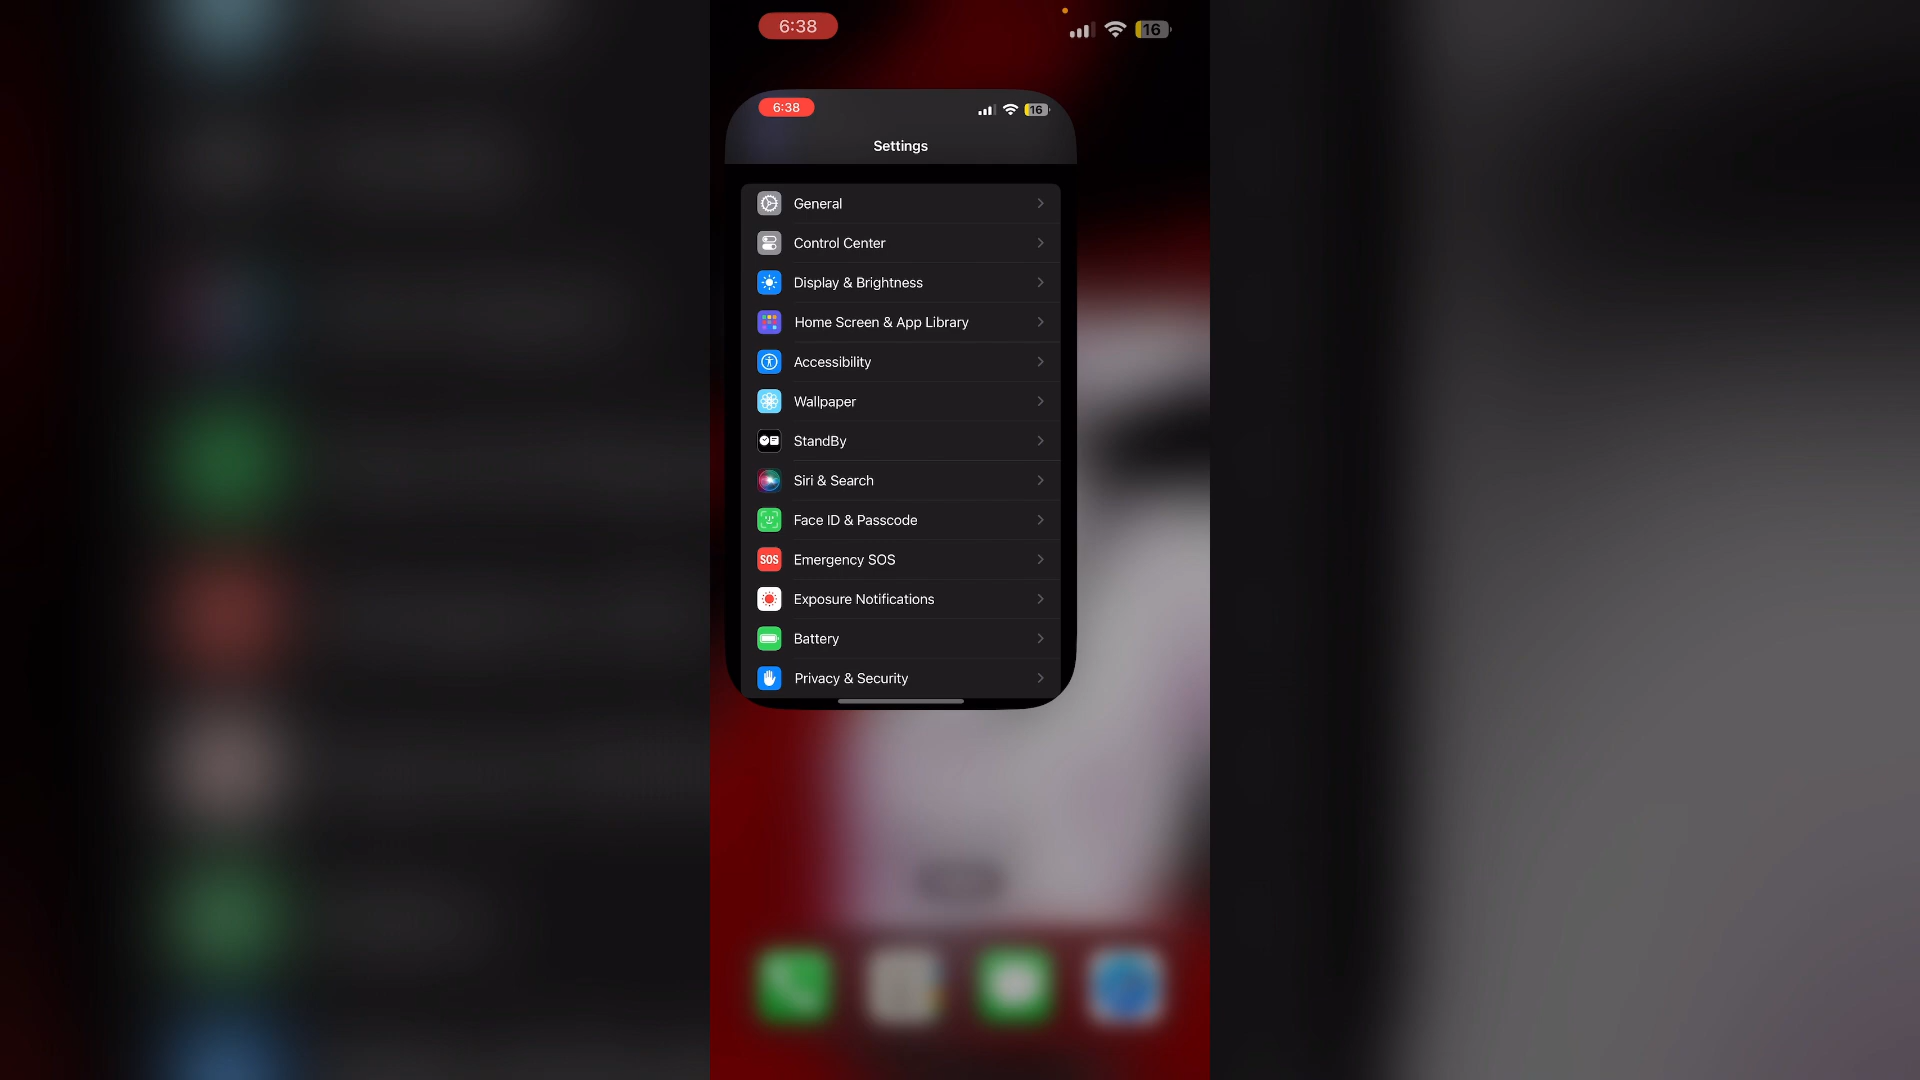 6:38
16
6:38
16
Settings
General
Control Center
Display & Brightness
Home Screen & App Library
Accessibility
Wallpaper
StandBy
Siri & Search
Face ID & Passcode
SOS Emergency SOS
Exposure Notifications
Battery
Privacy & Security